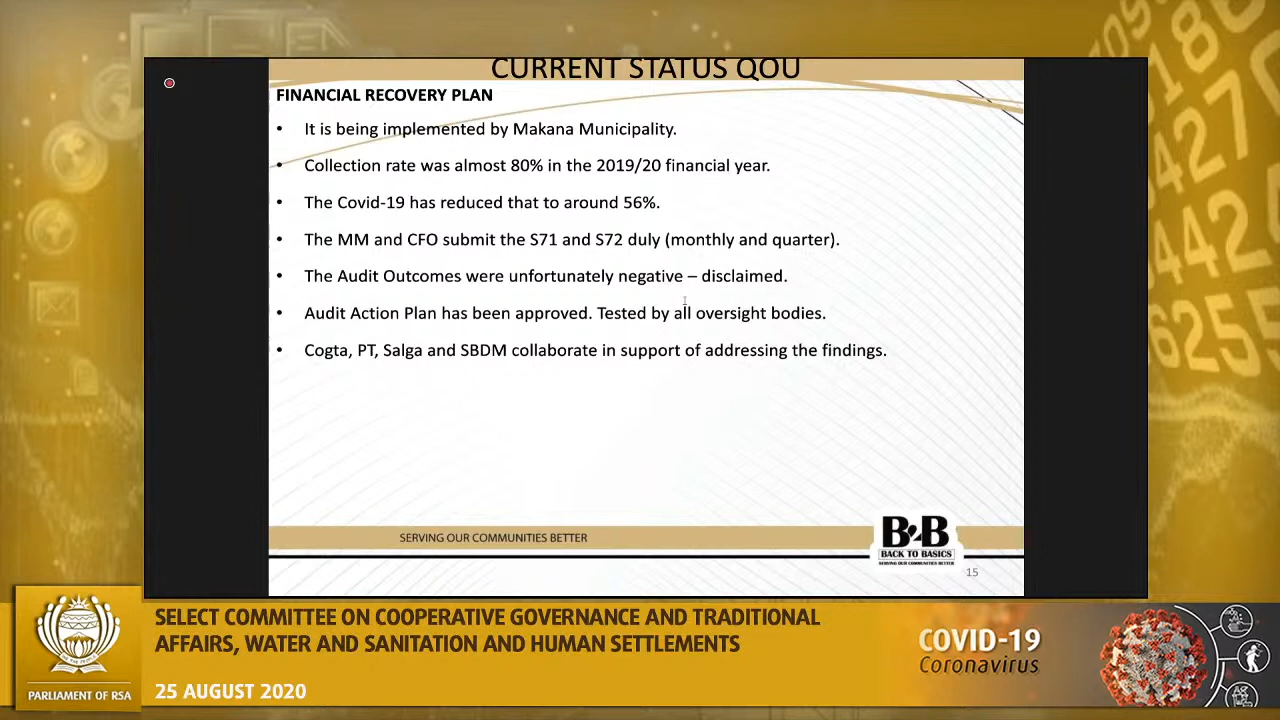 CURRENT STATUS QOU
FINANCIAL RECOVERY PLAN
• It is being implemented by Makana Municipality.
• Collection rate was almost 80% in the 2019/20 financial year.
• The Covid-19 has reduced that to around 56%.
• The MM and CFO submit the S71 and S72 duly (monthly and quarter).
• The Audit Outcomes were unfortunately negative – disclaimed.
• Audit Action Plan has been approved. Tested by all oversight bodies.
• Cogta, PT, Salga and SBDM collaborate in support of addressing the findings.
SERVING OUR COMMUNITIES BETTER
B2B
BACK TO BASICS
SERVING OUR COMMUNITIES BETTER
15
PARLIAMENT OF RSA
SELECT COMMITTEE ON COOPERATIVE GOVERNANCE AND TRADITIONAL
AFFAIRS, WATER AND SANITATION AND HUMAN SETTLEMENTS
25 AUGUST 2020
COVID-19
Coronavirus